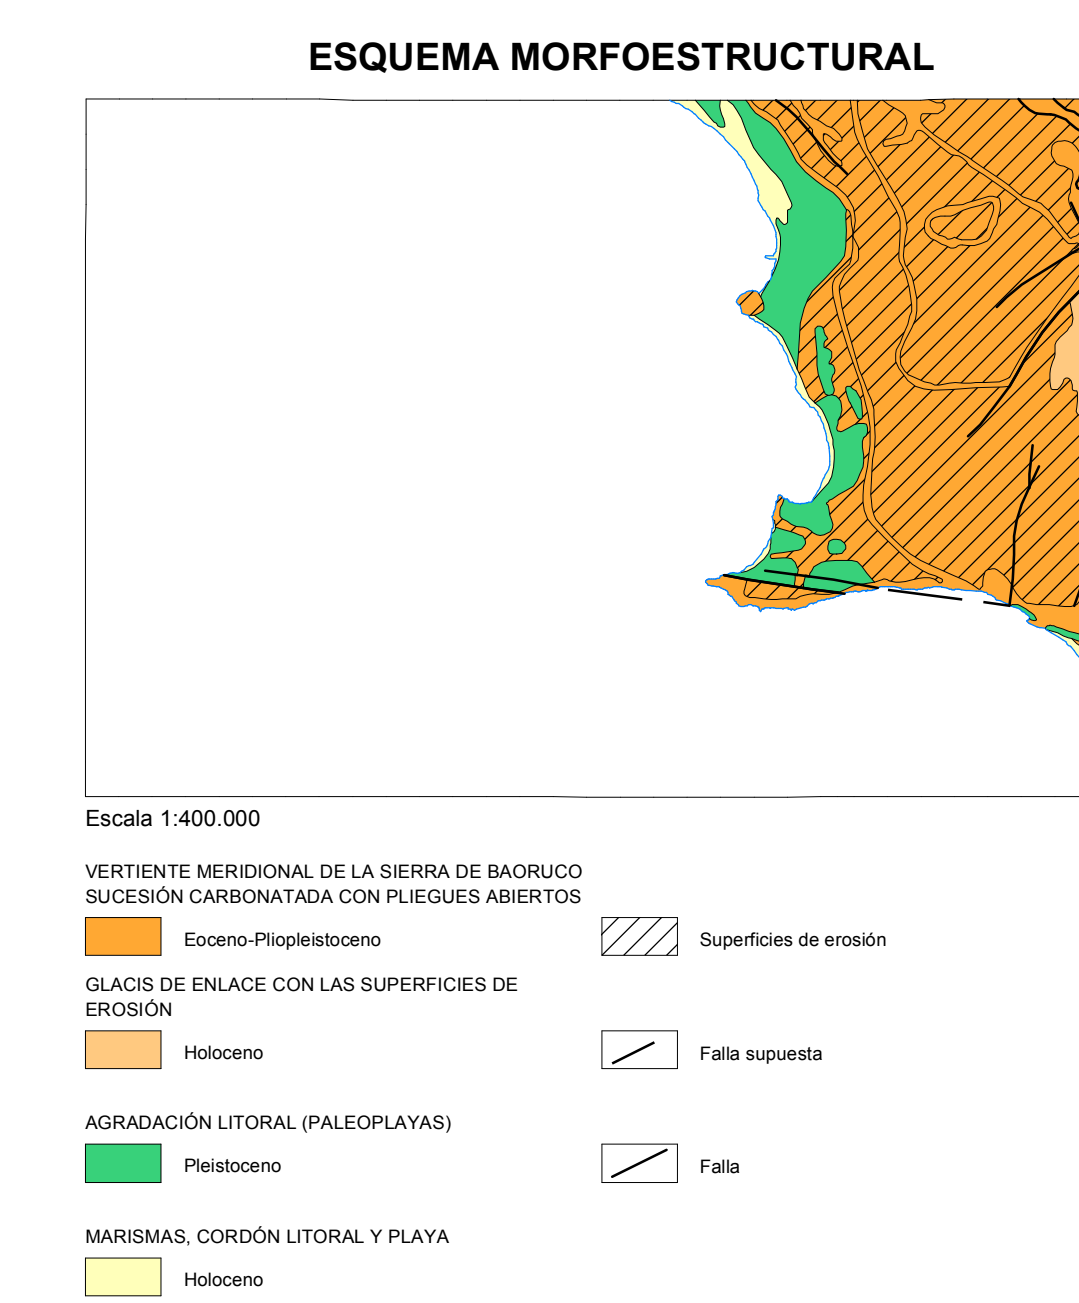 ESQUEMA MORFOESTRUCTURAL
Escala 1:400.000
VERTIENTE MERIDIONAL DE LA SIERRA DE BAORUCO
SUCESIÓN CARBONATADA CON PLIEGUES ABIERTOS
Eoceno-Pliopleistoceno
Superficies de erosión
GLACIS DE ENLACE CON LAS SUPERFICIES DE
EROSIÓN
Holoceno
Falla supuesta
AGRADACIÓN LITORAL (PALEOPLAYAS)
Pleistoceno
Falla
MARISMAS, CORDÓN LITORAL Y PLAYA
Holoceno